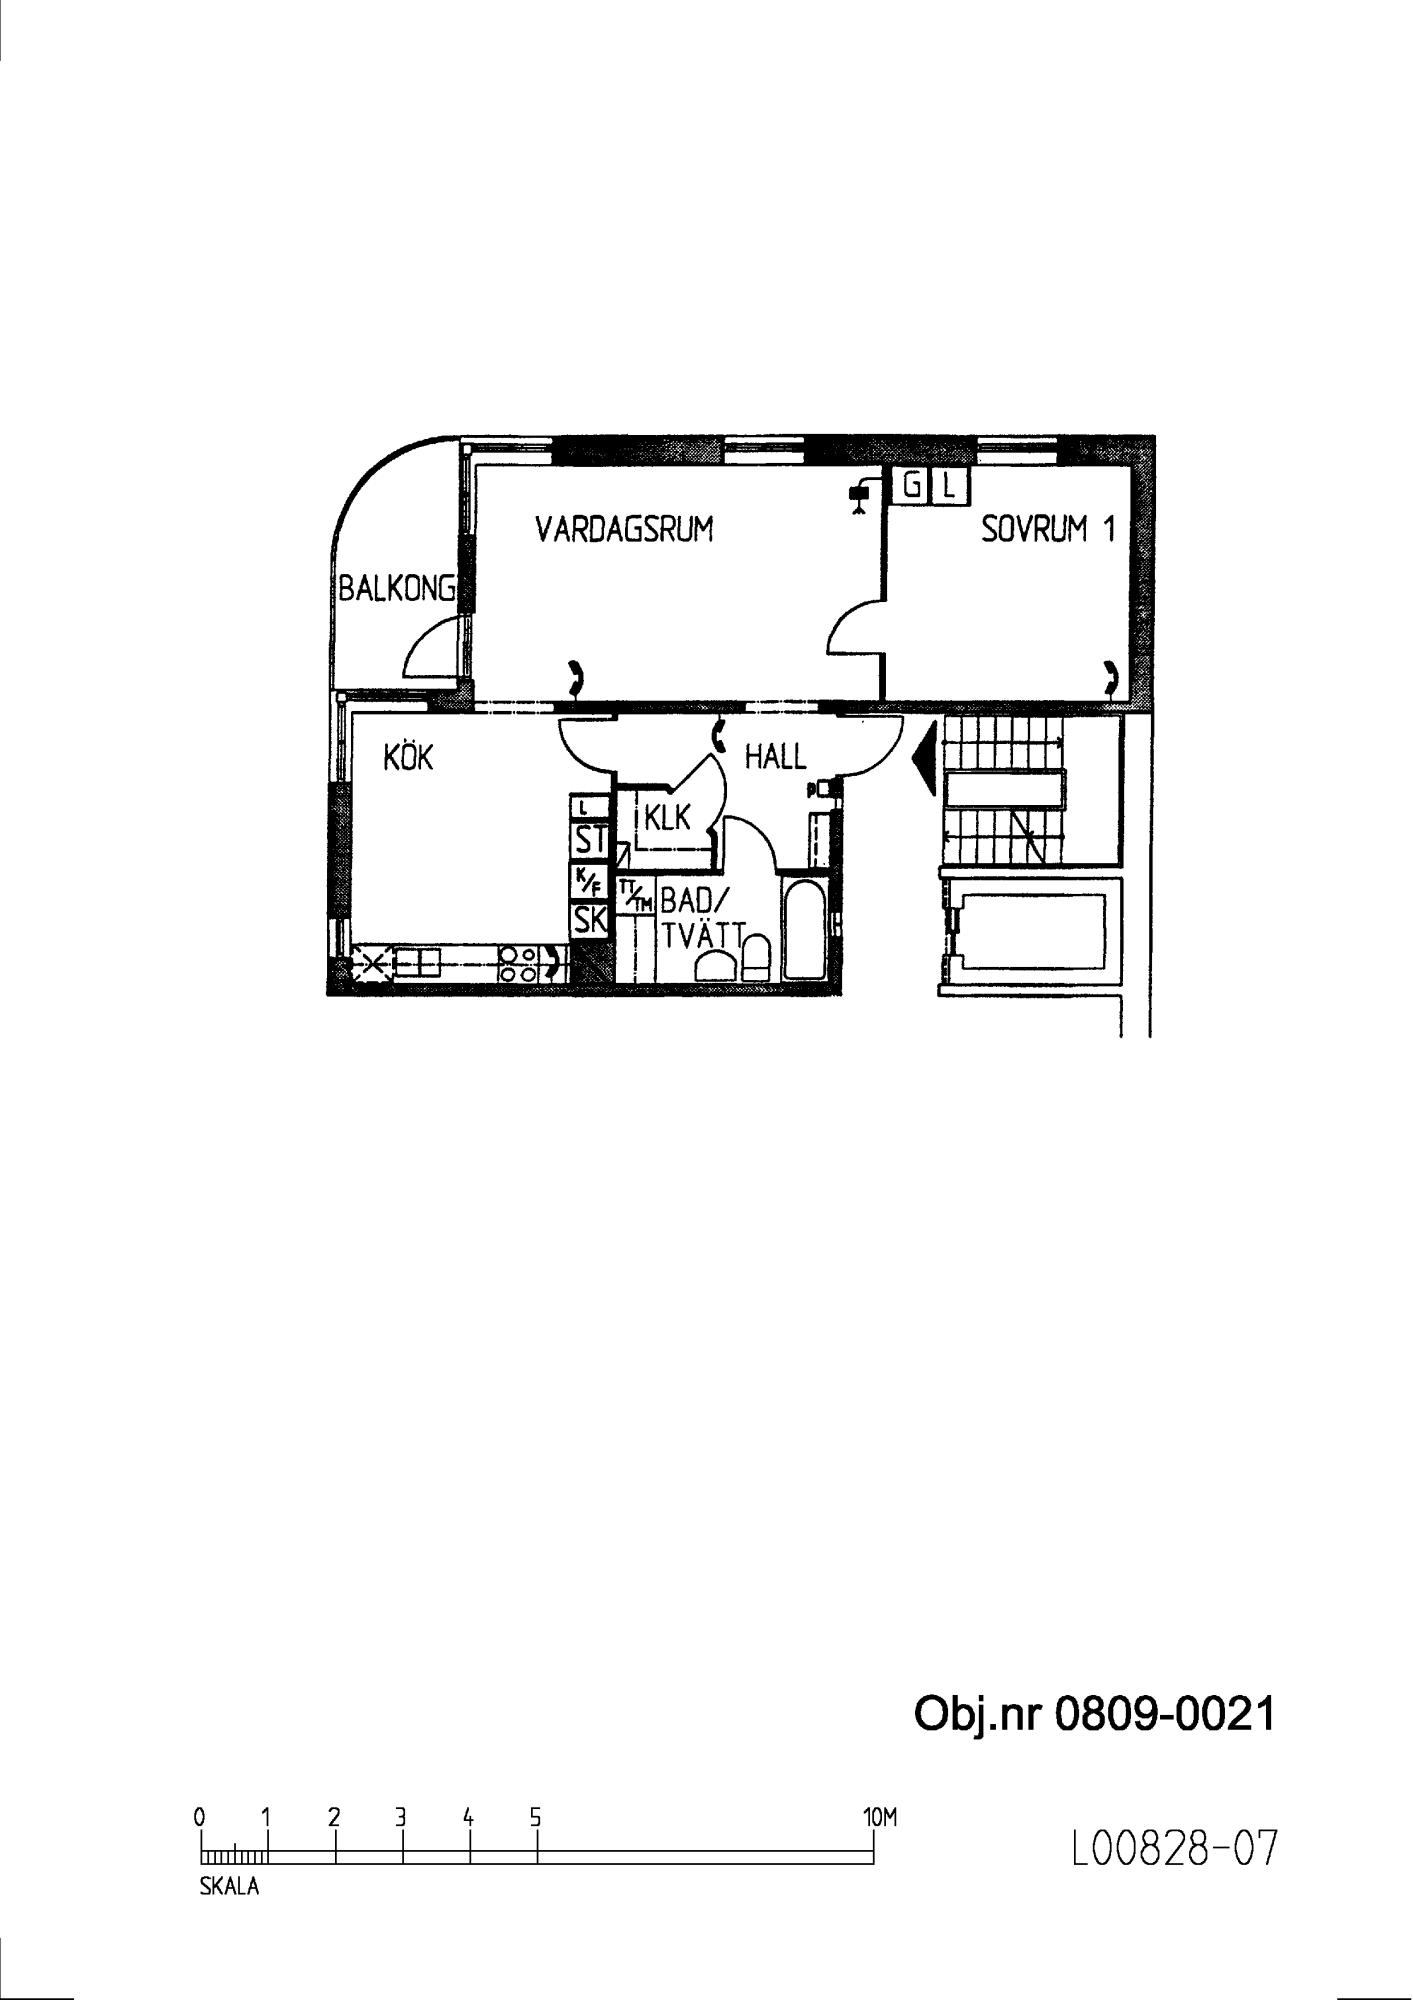 G L
VARDAGSRUM
SOVRUM 1
BALKONG
KÖK
HALL
P
L
KLK
ST
K/F
TT/TM
BAD/
TVÄTT
SK
Obj.nr 0809-0021
0 1 2 3 4 5 10M
SKALA
L00828-07